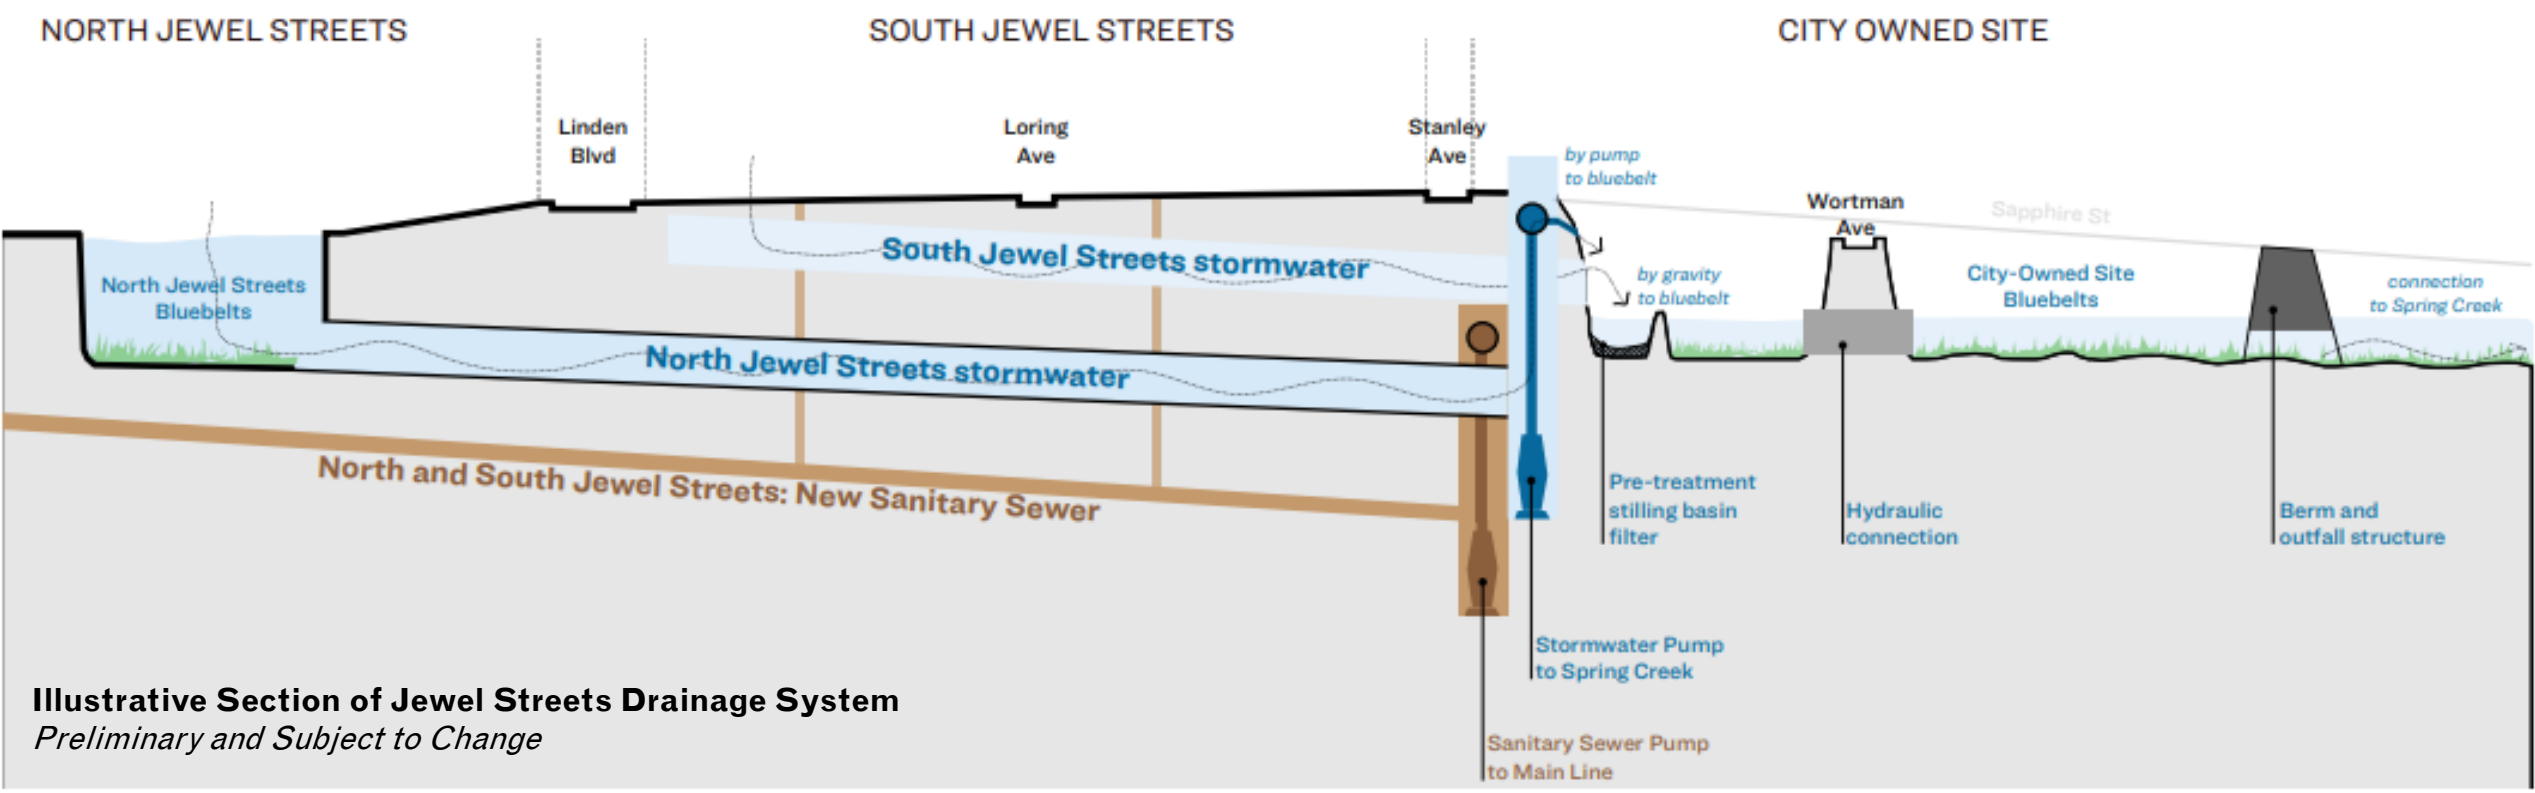 NORTH JEWEL STREETS
SOUTH JEWEL STREETS
CITY OWNED SITE
Linden
Blvd
Loring
Ave
Stanley
Ave
by pump
to bluebelt
Wortman
Ave
Sapphire St
South Jewel Streets stormwater
by gravity
to bluebelt
City-Owned Site
Bluebelts
connection
to Spring Creek
North Jewel Streets
Bluebelts
North Jewel Streets stormwater
North and South Jewel Streets: New Sanitary Sewer
Pre-treatment
stilling basin
filter
Hydraulic
connection
Berm and
outfall structure
Stormwater Pump
to Spring Creek
Sanitary Sewer Pump
to Main Line
Illustrative Section of Jewel Streets Drainage System
Preliminary and Subject to Change